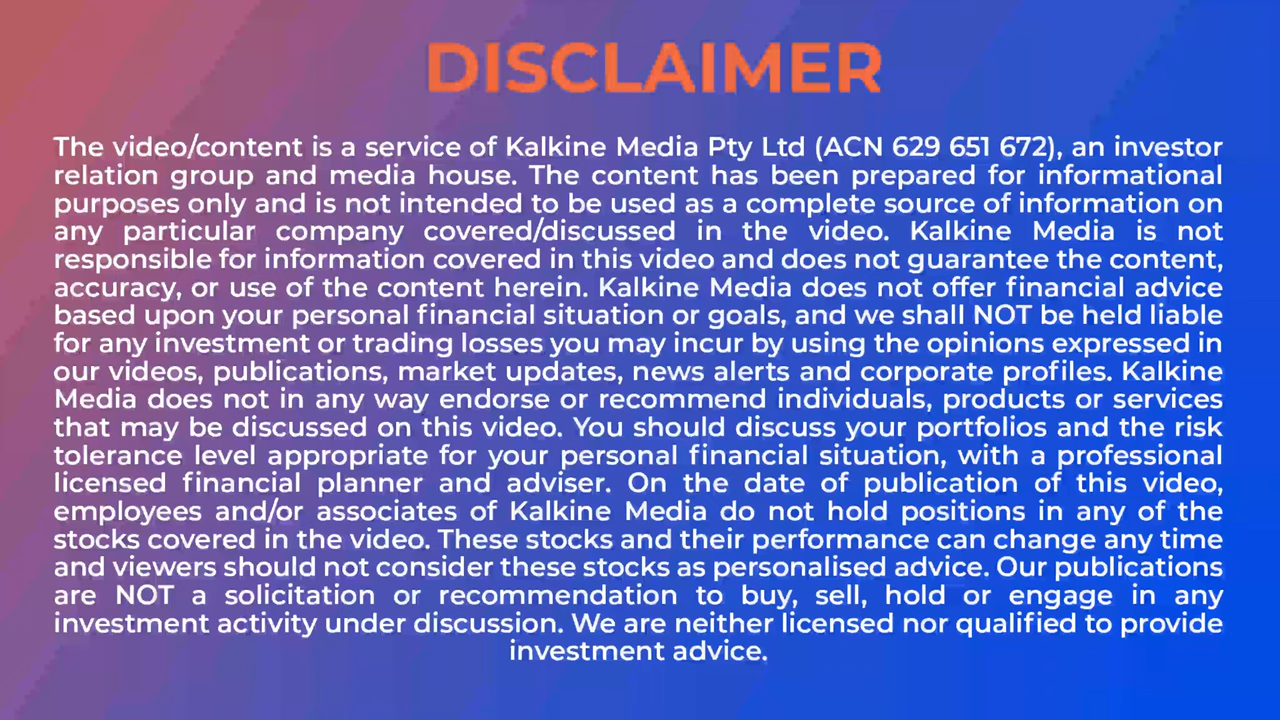 DISCLAIMER
The video/content is a service of Kalkine Media Pty Ltd (ACN 629 651 672), an investor
relation group and media house. The content has been prepared for informational
purposes only and is not intended to be used as a complete source of information on
any particular company covered/discussed in the video. Kalkine Media is not
responsible for information covered in this video and does not guarantee the content,
accuracy, or use of the content herein. Kalkine Media does not offer financial advice
based upon your personal financial situation or goals, and we shall NOT be held liable
for any investment or trading losses you may incur by using the opinions expressed in
our videos, publications, market updates, news alerts and corporate profiles. Kalkine
Media does not in any way endorse or recommend individuals, products or services
that may be discussed on this video. You should discuss your portfolios and the risk
tolerance level appropriate for your personal financial situation, with a professional
licensed financial planner and adviser. On the date of publication of this video,
employees and/or associates of Kalkine Media do not hold positions in any of the
stocks covered in the video. These stocks and their performance can change any time
and viewers should not consider these stocks as personalised advice. Our publications
are NOT a solicitation or recommendation to buy, sell, hold or engage in any
investment activity under discussion. We are neither licensed nor qualified to provide
investment advice.